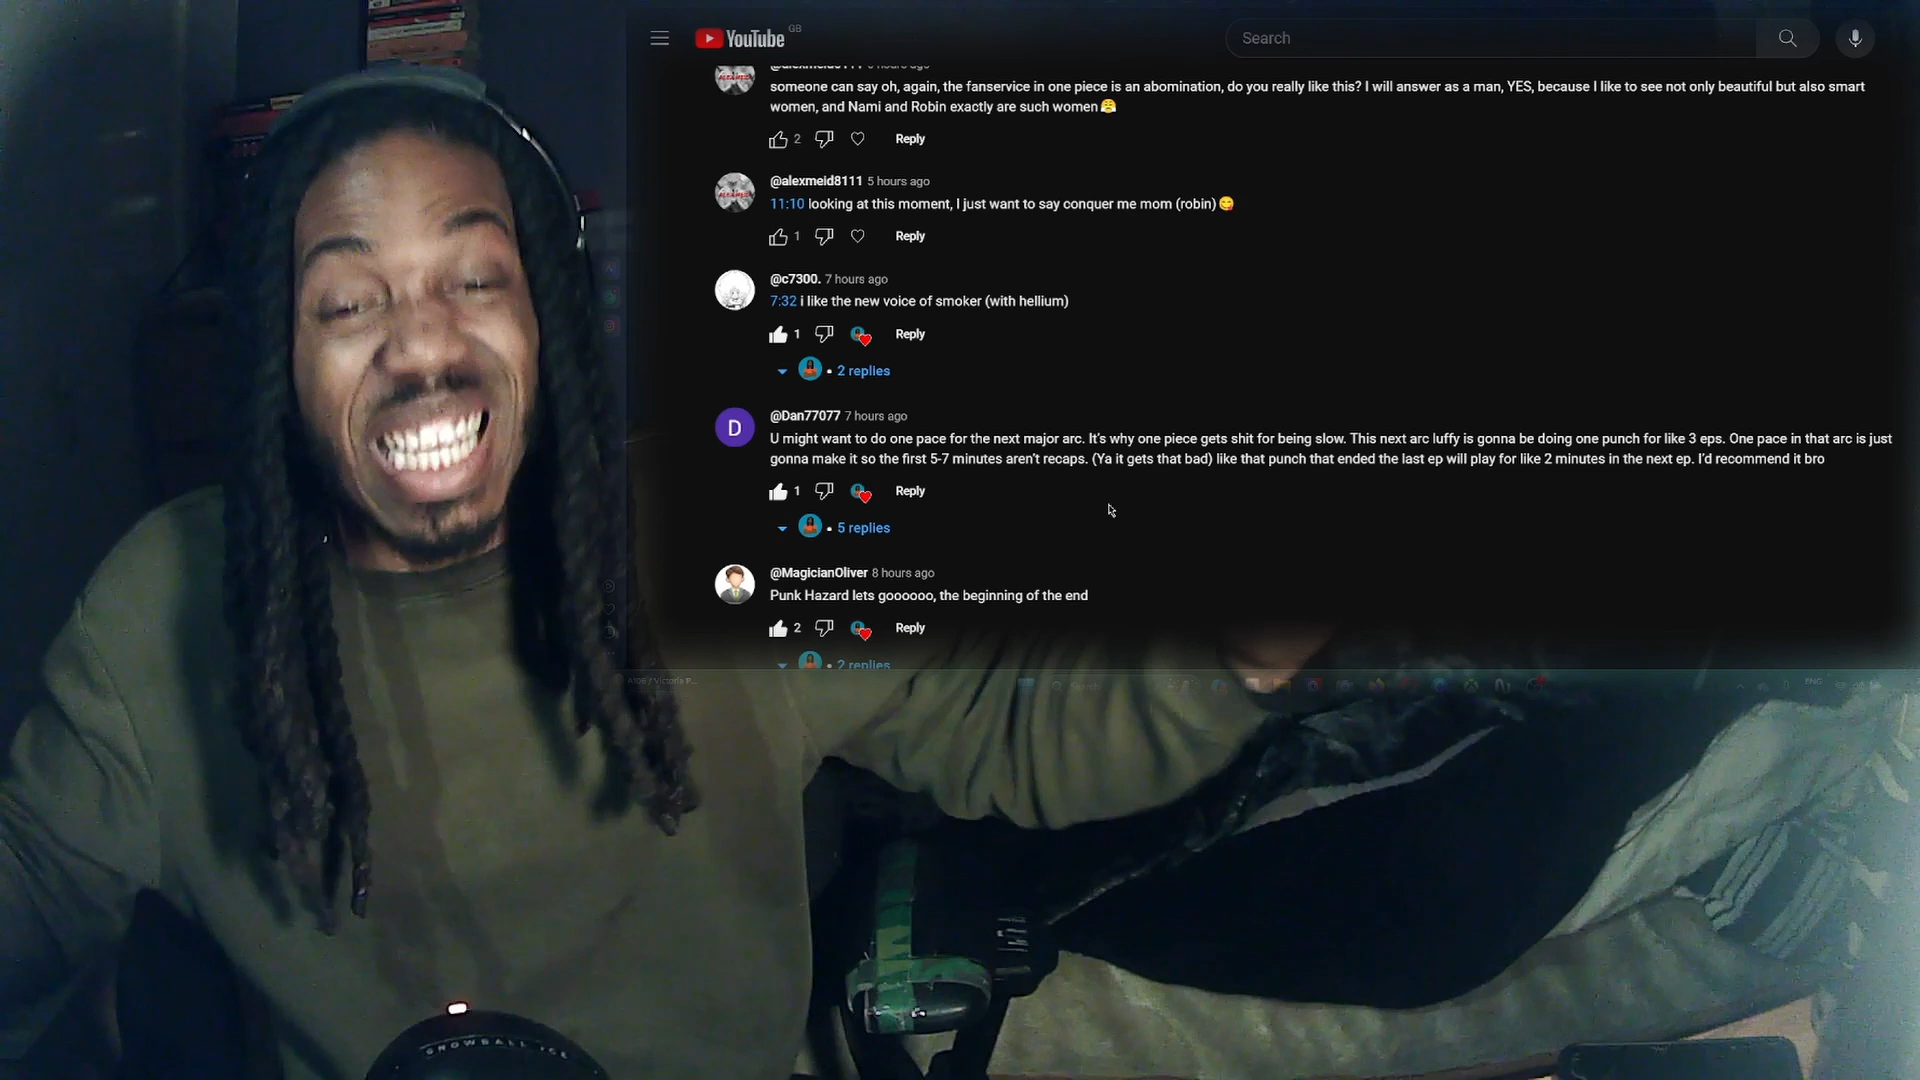 YouTube GB
Search
someone can say oh, again, the fanservice in one piece is an abomination, do you really like this? I will answer as a man, YES, because I like to see not only beautiful but also smart
women, and Nami and Robin exactly are such women😤
2 Reply
@alexmeid8111 5 hours ago
11:10 looking at this moment, I just want to say conquer me mom (robin)😋
1 Reply
@c7300. 7 hours ago
7:32 i like the new voice of smoker (with hellium)
1 Reply
2 replies
D
@Dan77077 7 hours ago
U might want to do one pace for the next major arc. It's why one piece gets shit for being slow. This next arc luffy is gonna be doing one punch for like 3 eps. One pace in that arc is just
gonna make it so the first 5-7 minutes aren't recaps. (Ya it gets that bad) like that punch that ended the last ep will play for like 2 minutes in the next ep. I'd recommend it bro
1 Reply
5 replies
@MagicianOliver 8 hours ago
Punk Hazard lets goooooo, the beginning of the end
2 Reply
2 replies
ENG
SNOWBALL ICE